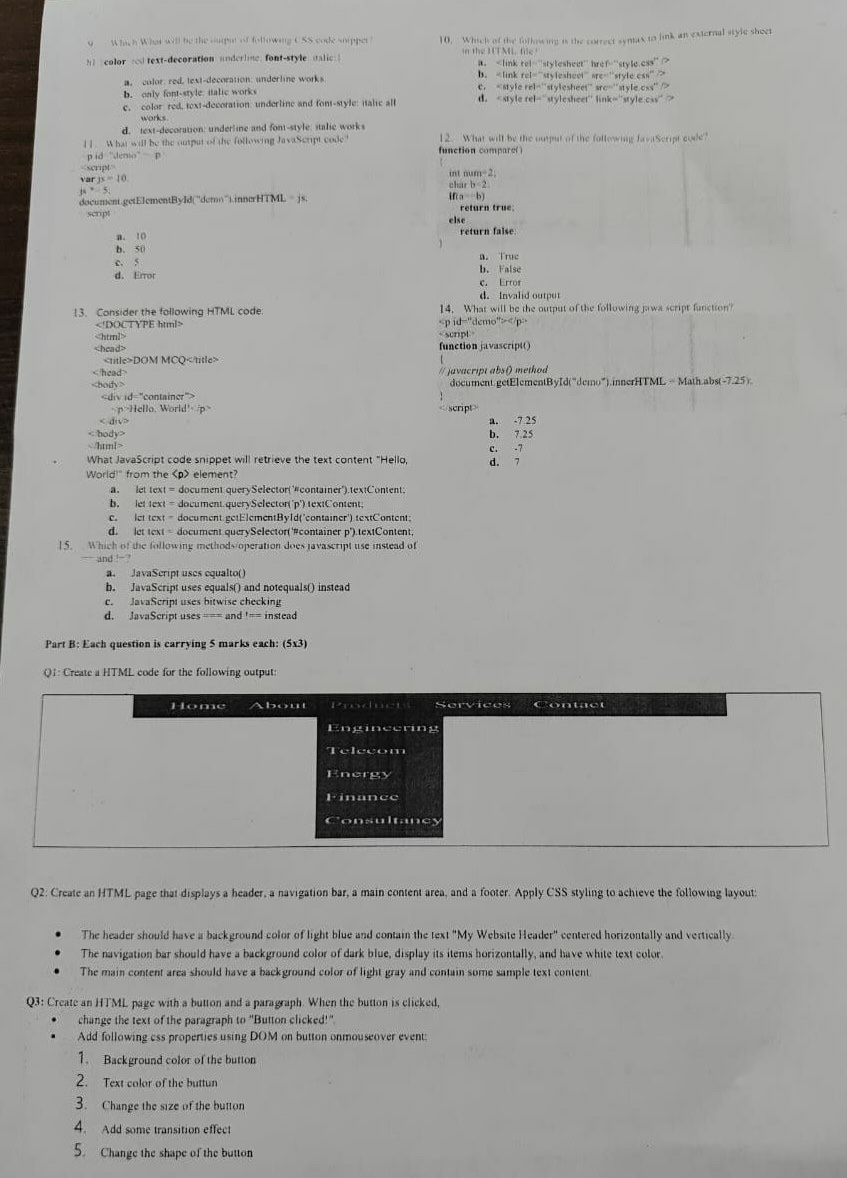 9. Which What will be the output of following CSS code snippet?
h1 {color: red text-decoration underline; font-style italic;}
a. color: red, text-decoration: underline works
b. only font-style: italic works
c. color: red, text-decoration: underline and font-style: italic all
works.
d. text-decoration: underline and font-style: italic works
11. What will be the output of the following JavaScript code?
p id="demo" p
<script>
var js = 10;
js * 5;
document.getElementById("demo").innerHTML = js;
script
a. 10
b. 50
c. 5
d. Error
13. Consider the following HTML code:
<!DOCTYPE html>
<html>
<head>
<title>DOM MCQ</title>
</head>
<body>
<div id="container">
<p>Hello, World!</p>
</div>
</body>
</html>
What JavaScript code snippet will retrieve the text content "Hello,
World!" from the <p> element?
a. let text = document.querySelector('#container').textContent;
b. let text = document.querySelector('p').textContent;
c. let text = document.getElementById('container').textContent;
d. let text = document.querySelector('#container p').textContent;
15. Which of the following methods/operation does javascript use instead of
== and !=?
a. JavaScript uses equalto()
b. JavaScript uses equals() and notequals() instead
c. JavaScript uses bitwise checking
d. JavaScript uses === and !== instead
10. Which of the following is the correct syntax to link an external style sheet
in the HTML file?
a. <link rel="stylesheet" href="style.css" />
b. <link rel="stylesheet" src="style.css" />
c. <style rel="stylesheet" src="style.css" />
d. <style rel="stylesheet" link="style.css" />
12. What will be the output of the following JavaScript code?
function compare()
{
int num=2;
char b=2;
if(a b)
return true;
else
return false;
}
a. True
b. False
c. Error
d. Invalid output
14. What will be the output of the following jawa script function?
<p id="demo"></p>
<script>
function javascript()
{
// javacript abs() method
document.getElementById("demo").innerHTML = Math.abs(-7.25);
}
script>
a. -7.25
b. 7.25
c. -7
d. 7
Part B: Each question is carrying 5 marks each: (5x3)
Q1: Create a HTML code for the following output:
Home About Products Services Contact
Engineering
Telecom
Energy
Finance
Consultancy
Q2: Create an HTML page that displays a header, a navigation bar, a main content area, and a footer. Apply CSS styling to achieve the following layout:
• The header should have a background color of light blue and contain the text "My Website Header" centered horizontally and vertically.
• The navigation bar should have a background color of dark blue, display its items horizontally, and have white text color.
• The main content area should have a background color of light gray and contain some sample text content.
Q3: Create an HTML page with a button and a paragraph. When the button is clicked,
• change the text of the paragraph to "Button clicked!".
• Add following css properties using DOM on button onmouseover event:
1. Background color of the button
2. Text color of the buttun
3. Change the size of the button
4. Add some transition effect
5. Change the shape of the button